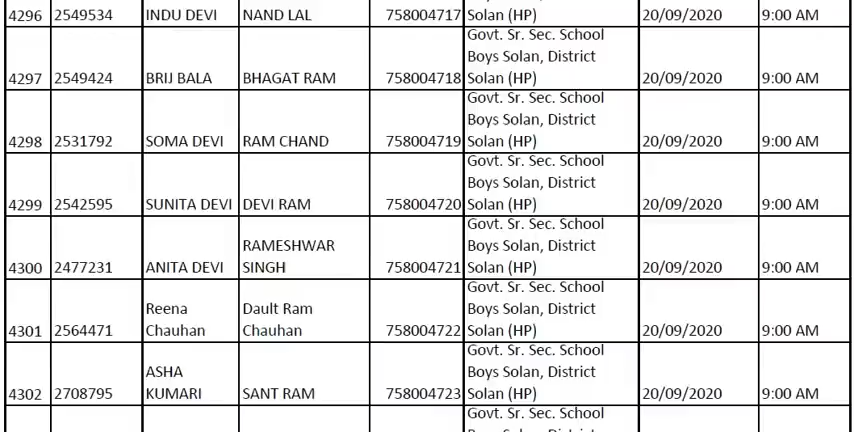 4296 2549534 INDU DEVI NAND LAL 758004717 Solan (HP) 20/09/2020 9:00 AM
Govt. Sr. Sec. School
Boys Solan, District
4297 2549424 BRIJ BALA BHAGAT RAM 758004718 Solan (HP) 20/09/2020 9:00 AM
Govt. Sr. Sec. School
Boys Solan, District
4298 2531792 SOMA DEVI RAM CHAND 758004719 Solan (HP) 20/09/2020 9:00 AM
Govt. Sr. Sec. School
Boys Solan, District
4299 2542595 SUNITA DEVI DEVI RAM 758004720 Solan (HP) 20/09/2020 9:00 AM
Govt. Sr. Sec. School
RAMESHWAR Boys Solan, District
4300 2477231 ANITA DEVI SINGH 758004721 Solan (HP) 20/09/2020 9:00 AM
Govt. Sr. Sec. School
Reena Dault Ram Boys Solan, District
4301 2564471 Chauhan Chauhan 758004722 Solan (HP) 20/09/2020 9:00 AM
Govt. Sr. Sec. School
ASHA Boys Solan, District
4302 2708795 KUMARI SANT RAM 758004723 Solan (HP) 20/09/2020 9:00 AM
Govt. Sr. Sec. School